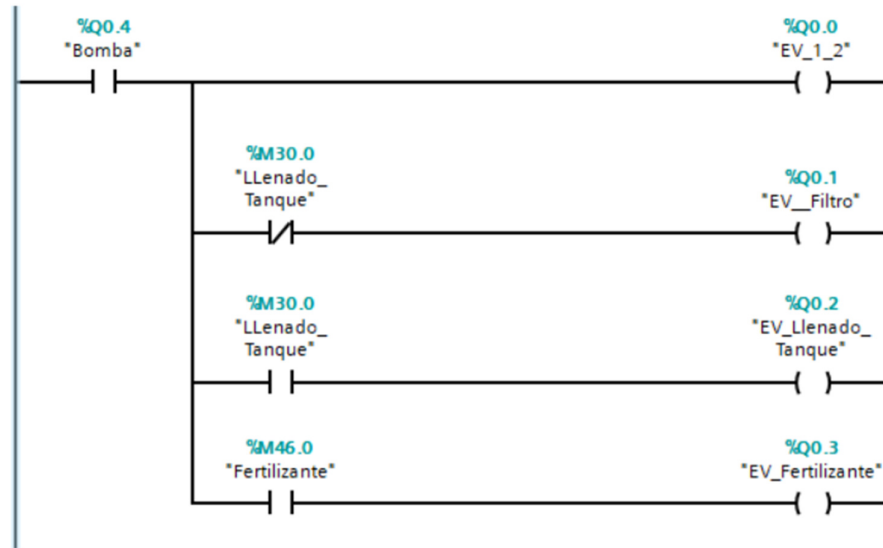 %Q0.4
"Bomba"
%Q0.0
"EV_1_2"
%M30.0
"LLenado_
Tanque"
%Q0.1
"EV__Filtro"
%M30.0
"LLenado_
Tanque"
%Q0.2
"EV_Llenado_
Tanque"
%M46.0
"Fertilizante"
%Q0.3
"EV_Fertilizante"